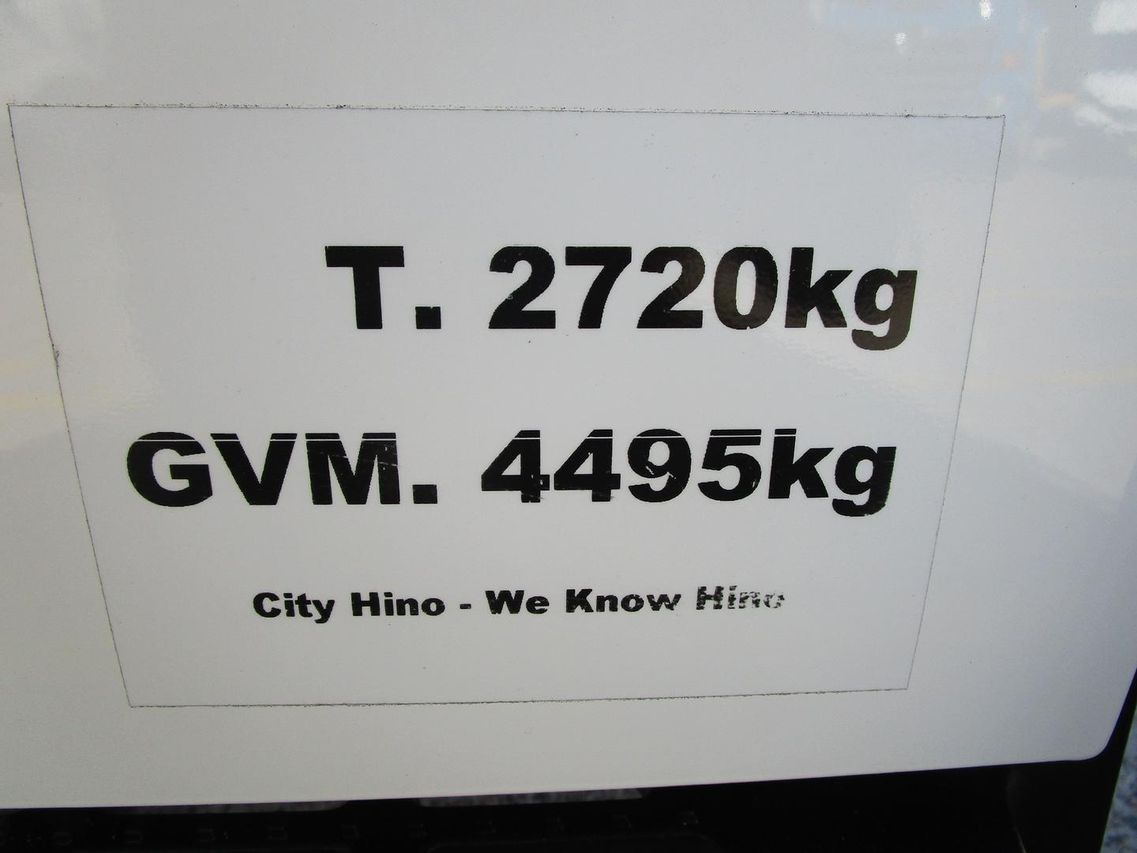 T. 2720kg
GVM. 4495kg
City Hino - We Know Hino